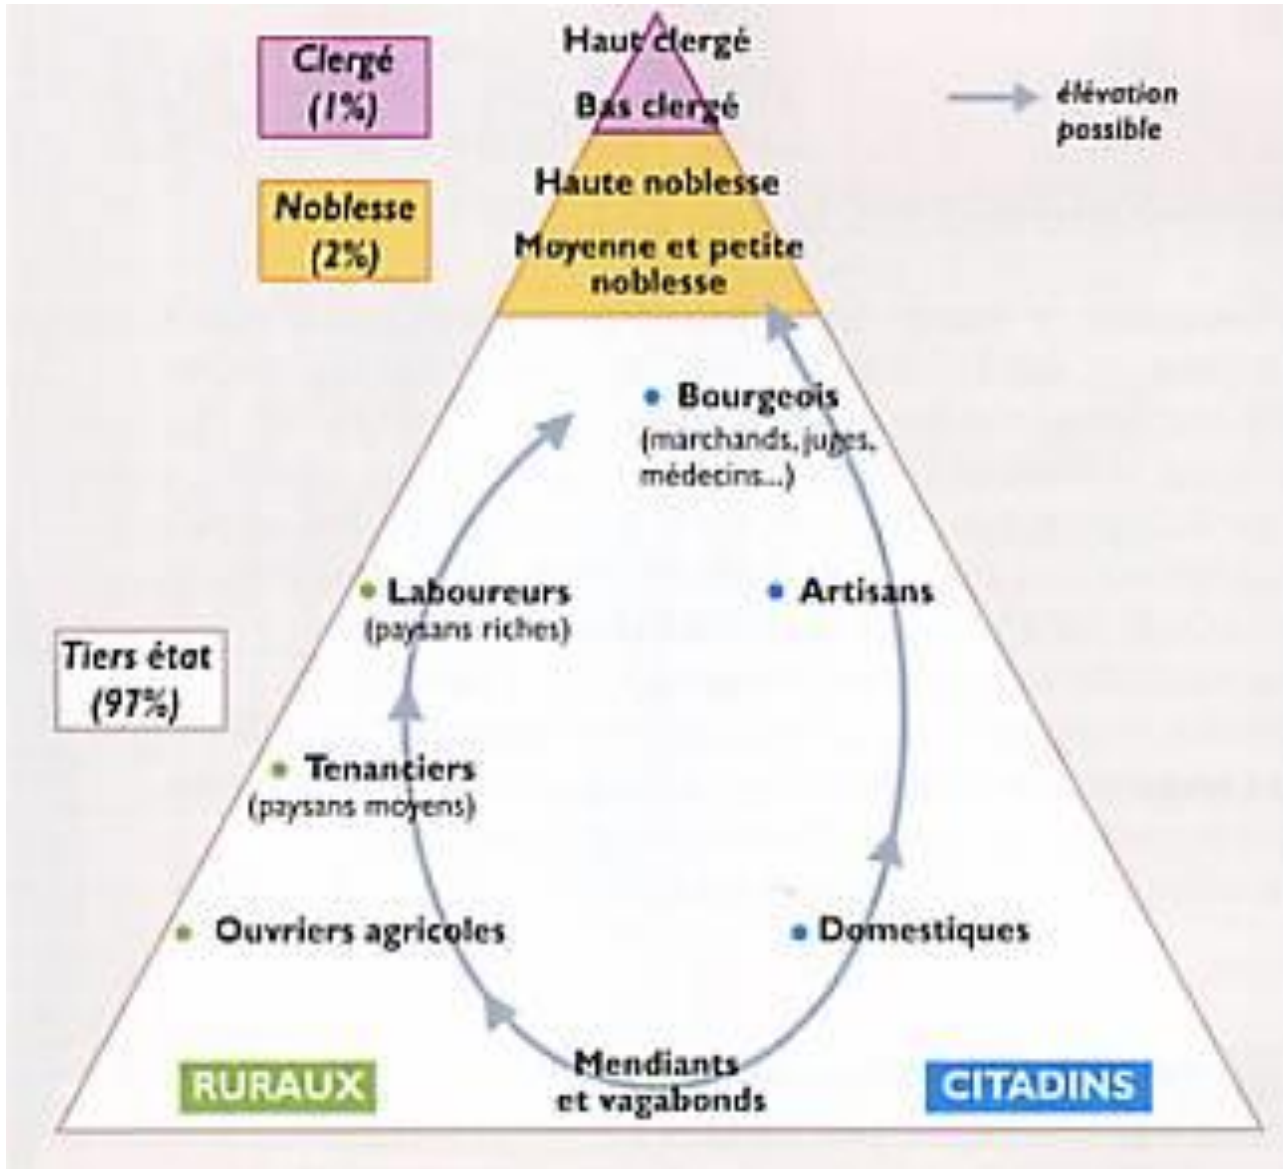 Clergé
(1%)
Haut clergé
Bas clergé
élévation
possible
Noblesse
(2%)
Haute noblesse
Moyenne et petite
noblesse
Bourgeois
(marchands, juges,
médecins...)
Laboureurs
(paysans riches)
Artisans
Tiers état
(97%)
Tenanciers
(paysans moyens)
Ouvriers agricoles
Domestiques
RURAUX
Mendiants
et vagabonds
CITADINS